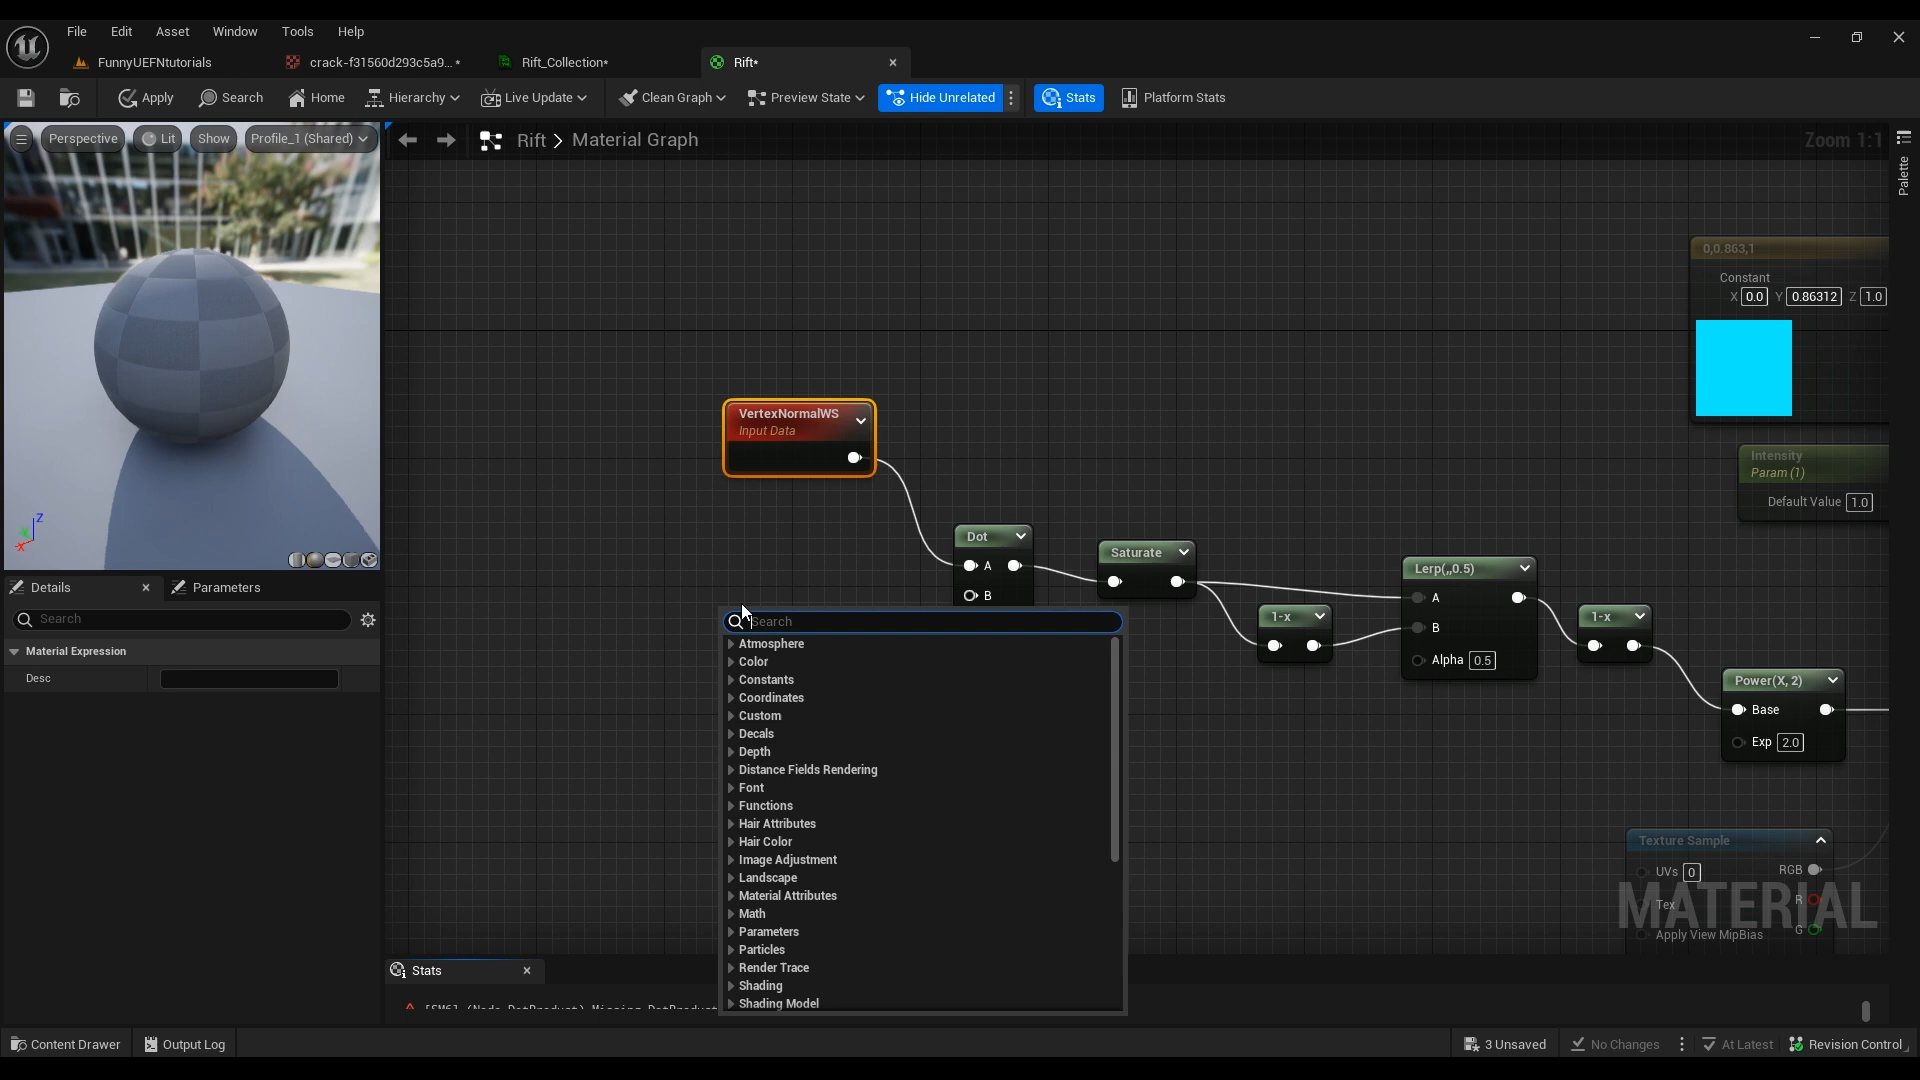 File Edit Asset Window Tools Help
FunnyUEFNtutorials crack-f31560d293c5a9... * Rift_Collection* Rift*
Apply Search Home Hierarchy Live Update Clean Graph Preview State Hide Unrelated Stats Platform Stats
Perspective Lit Show Profile_1 (Shared)
Rift > Material Graph
Zoom 1:1
Palette
Z
X
Details Parameters
Search
Material Expression
Desc
VertexNormalWS
Input Data
Dot
A
B
Saturate
1-x
Lerp(,,0.5)
A
B
Alpha 0.5
1-x
Power(X, 2)
Base
Exp 2.0
0,0.863,1
Constant
X 0.0 Y 0.86312 Z 1.0
Intensity
Param (1)
Default Value 1.0
Texture Sample
UVs 0 RGB
Tex R
Apply View MipBias G
MATERIAL
Search
Atmosphere
Color
Constants
Coordinates
Custom
Decals
Depth
Distance Fields Rendering
Font
Functions
Hair Attributes
Hair Color
Image Adjustment
Landscape
Material Attributes
Math
Parameters
Particles
Render Trace
Shading
Shading Model
Stats
Content Drawer Output Log 3 Unsaved No Changes At Latest Revision Control